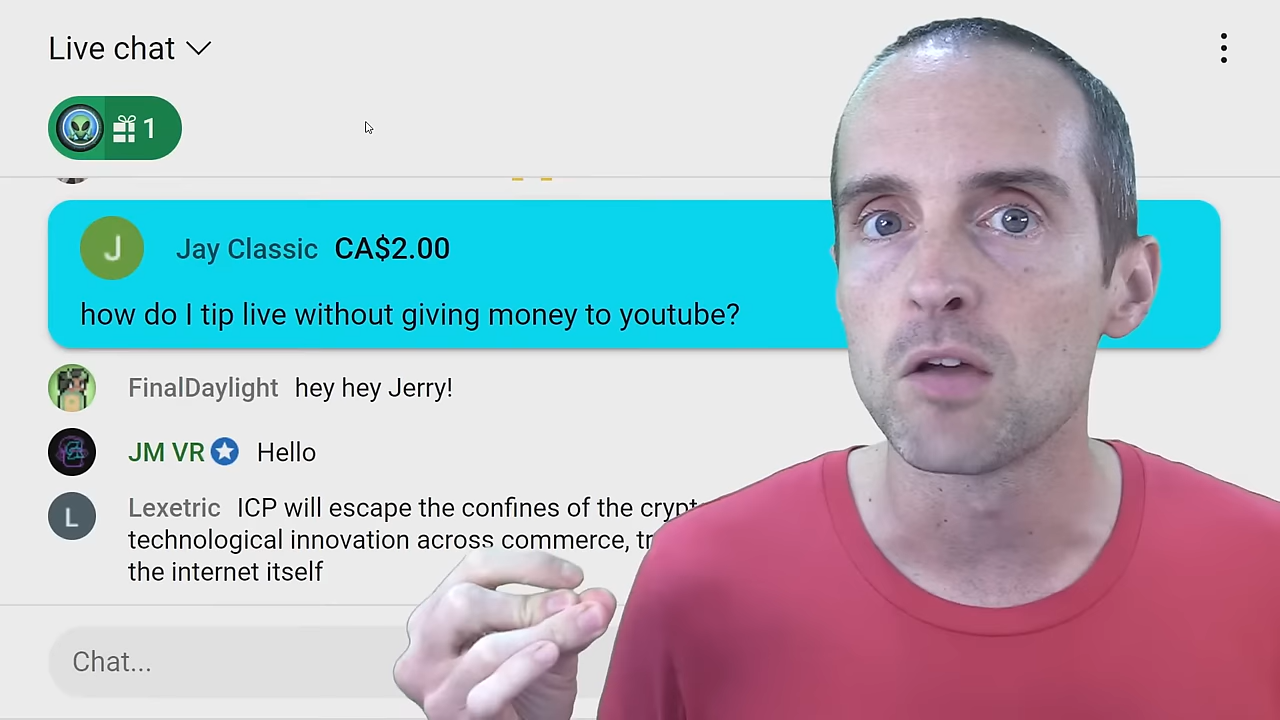 Live chat
1
J Jay Classic CA$2.00
how do I tip live without giving money to youtube?
FinalDaylight hey hey Jerry!
JM VR Hello
L Lexetric ICP will escape the confines of the
technological innovation across commerce,
the internet itself
Chat...